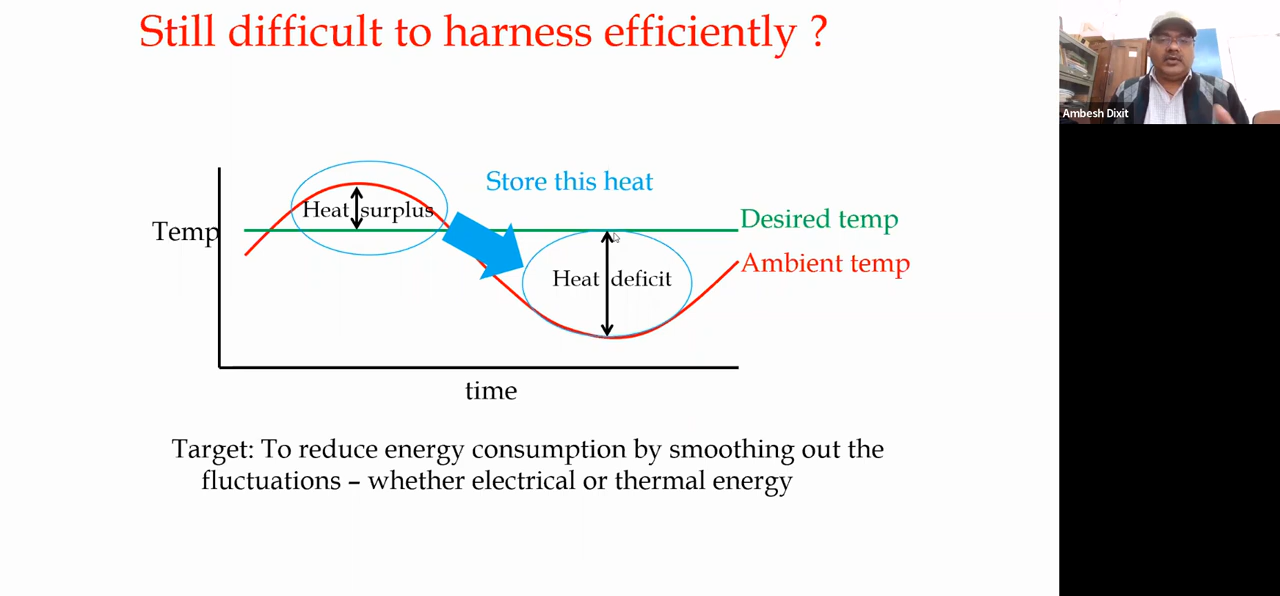 Still difficult to harness efficiently ?
Ambesh Dixit
Store this heat
Heat surplus
Temp
Desired temp
Ambient temp
Heat deficit
time
Target: To reduce energy consumption by smoothing out the
fluctuations – whether electrical or thermal energy